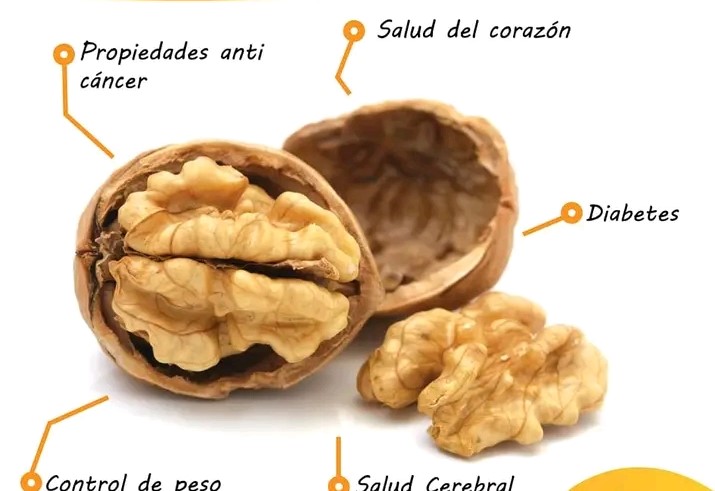 Salud del corazón
Propiedades anti
cáncer
Diabetes
Control de peso
Salud Cerebral